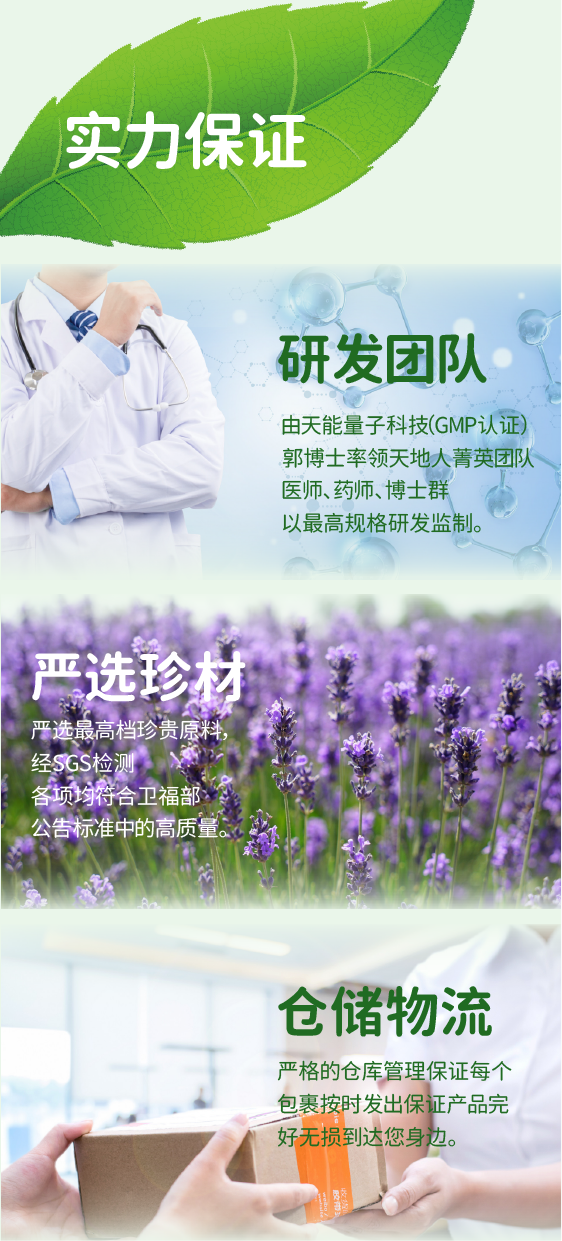 实力保证
研发团队
由天能量子科技(GMP认证)
郭博士率领天地人菁英团队
医师、药师、博士群
以最高规格研发监制。
严选珍材
严选最高档珍贵原料,
经SGS检测
各项均符合卫福部
公告标准中的高质量。
仓储物流
严格的仓库管理保证每个
包裹按时发出保证产品完
好无损到达您身边。